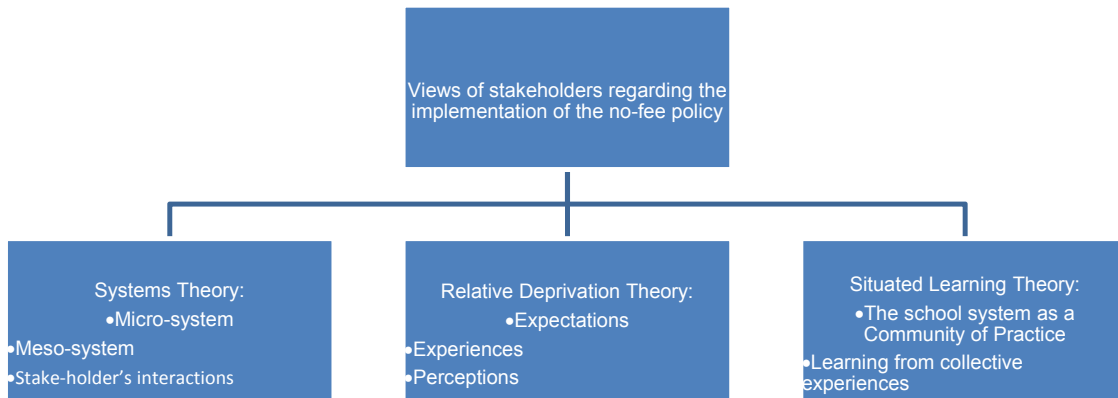 Views of stakeholders regarding the
implementation of the no-fee policy
Systems Theory:
•Micro-system
•Meso-system
•Stake-holder's interactions
Relative Deprivation Theory:
•Expectations
•Experiences
•Perceptions
Situated Learning Theory:
•The school system as a
Community of Practice
•Learning from collective
experiences